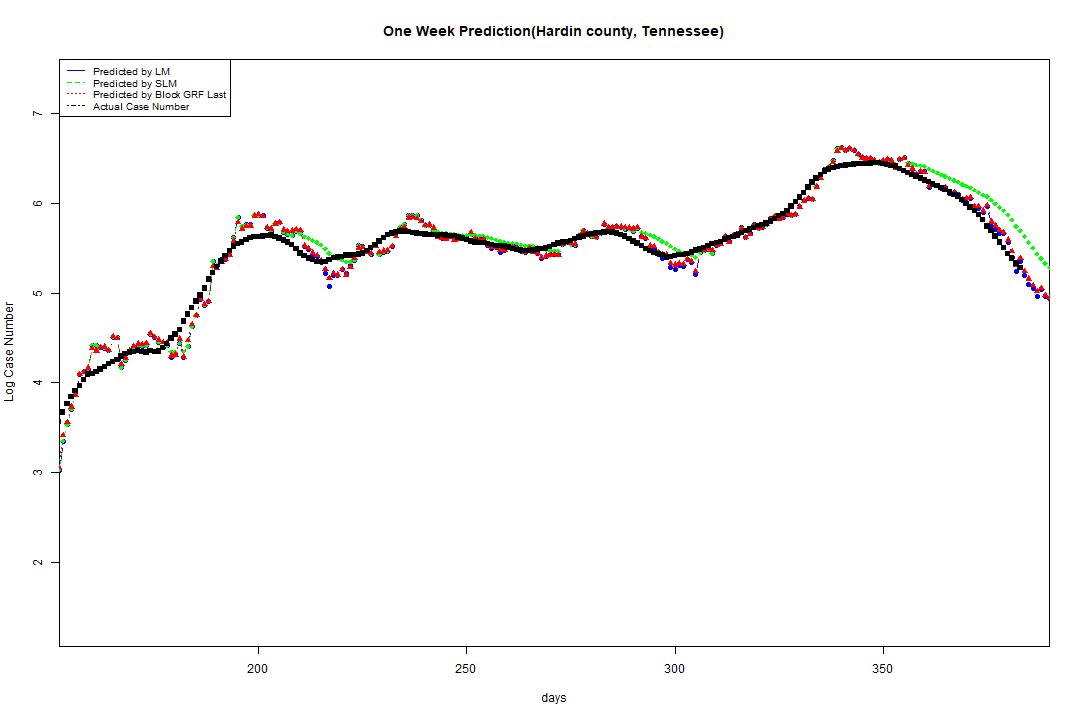 One Week Prediction(Hardin county, Tennessee)
Predicted by LM
Predicted by SLM
Predicted by Block GRF Last
Actual Case Number
7
6
5
4
3
2
Log Case Number
200 250 300 350
days